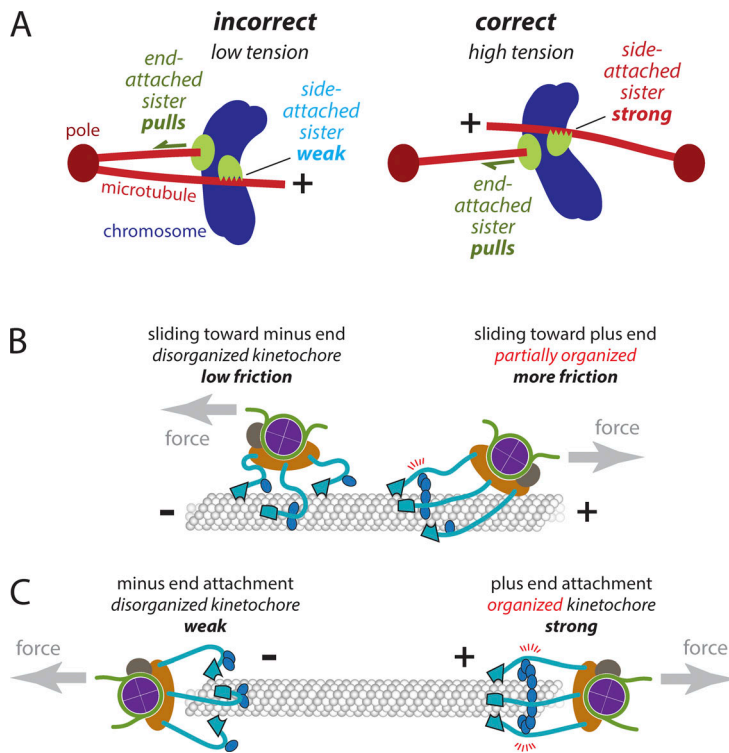 A
incorrect
low tension
end-
attached
sister
pulls
side-
attached
sister
weak
pole
microtubule
+
chromosome
correct
high tension
side-
attached
sister
strong
+
end-
attached
sister
pulls
B
sliding toward minus end
disorganized kinetochore
low friction
force
-
sliding toward plus end
partially organized
more friction
force
+
C
minus end attachment
disorganized kinetochore
weak
force
-
plus end attachment
organized kinetochore
strong
+
force